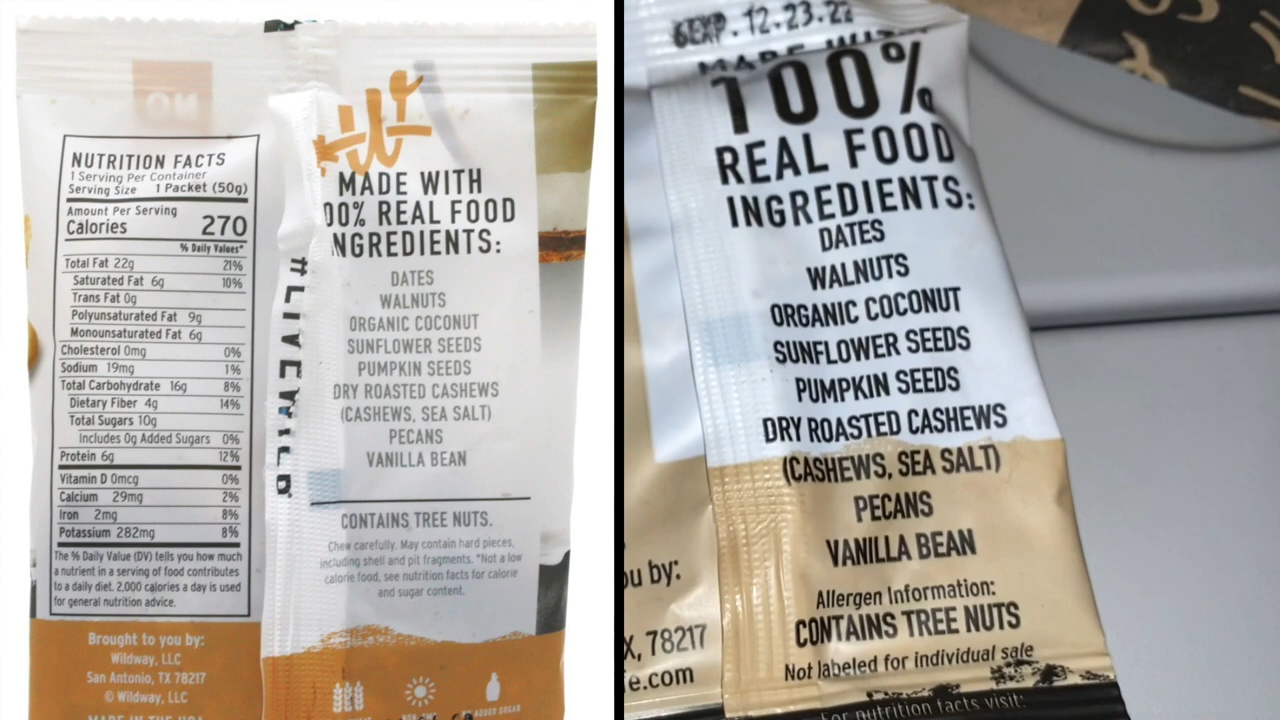 NO
NUTRITION FACTS
1 Serving Per Container
Serving Size 1 Packet (50g)
Amount Per Serving
Calories 270
% Daily Values*
Total Fat 22g 21%
Saturated Fat 6g 10%
Trans Fat 0g
Polyunsaturated Fat 9g
Monounsaturated Fat 6g
Cholesterol 0mg 0%
Sodium 19mg 1%
Total Carbohydrate 16g 8%
Dietary Fiber 4g 14%
Total Sugars 10g
Includes 0g Added Sugars 0%
Protein 6g 12%
Vitamin D 0mcg 0%
Calcium 29mg 2%
Iron 2mg 8%
Potassium 282mg 8%
The % Daily Value (DV) tells you how much
a nutrient in a serving of food contributes
to a daily diet. 2,000 calories a day is used
for general nutrition advice.
Brought to you by:
Wildway, LLC
San Antonio, TX 78217
© Wildway, LLC
MADE IN THE USA
#LIVEWILD
MADE WITH
00% REAL FOOD
NGREDIENTS:
DATES
WALNUTS
ORGANIC COCONUT
SUNFLOWER SEEDS
PUMPKIN SEEDS
DRY ROASTED CASHEWS
(CASHEWS, SEA SALT)
PECANS
VANILLA BEAN
CONTAINS TREE NUTS.
Chew carefully. May contain hard pieces,
including shell and pit fragments. *Not a low
calorie food, see nutrition facts for calorie
and sugar content.
ADDED SUGAR
EXP. 12.23.22
MADE WITH
100%
REAL FOOD
INGREDIENTS:
DATES
WALNUTS
ORGANIC COCONUT
SUNFLOWER SEEDS
PUMPKIN SEEDS
DRY ROASTED CASHEWS
(CASHEWS, SEA SALT)
PECANS
VANILLA BEAN
Allergen Information:
CONTAINS TREE NUTS
Not labeled for individual sale
For nutrition facts visit:
ou by:
X, 78217
fe.com